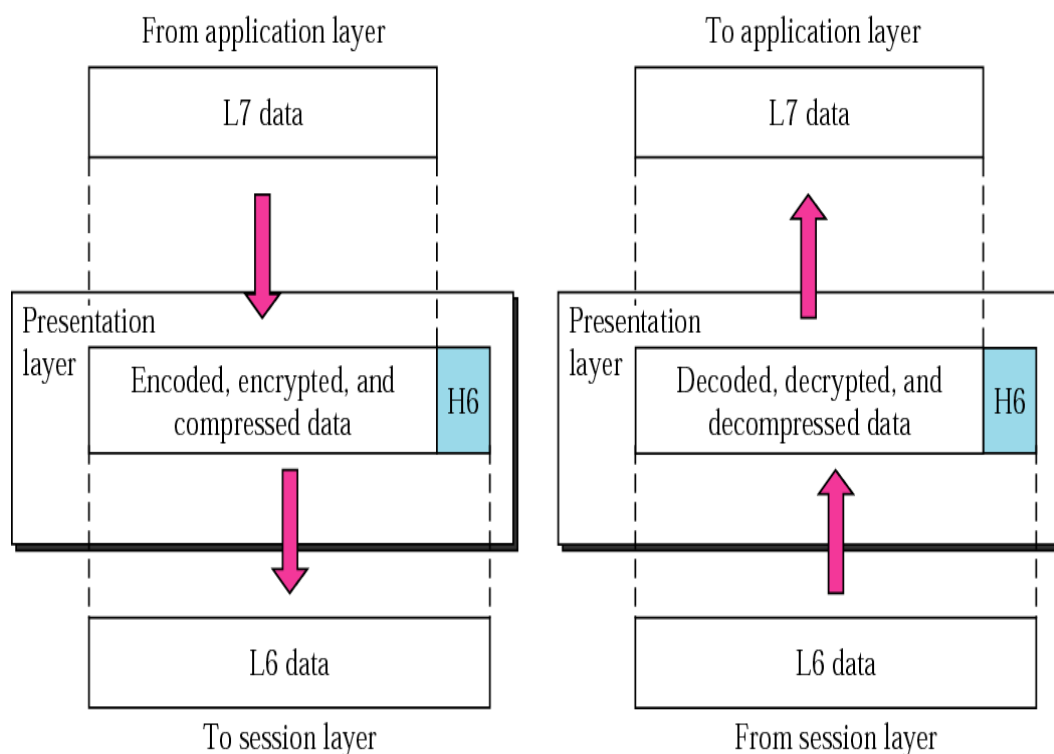 From application layer
L7 data
Presentation
layer
Encoded, encrypted, and
compressed data
H6
L6 data
To session layer
To application layer
L7 data
Presentation
layer
Decoded, decrypted, and
decompressed data
H6
L6 data
From session layer